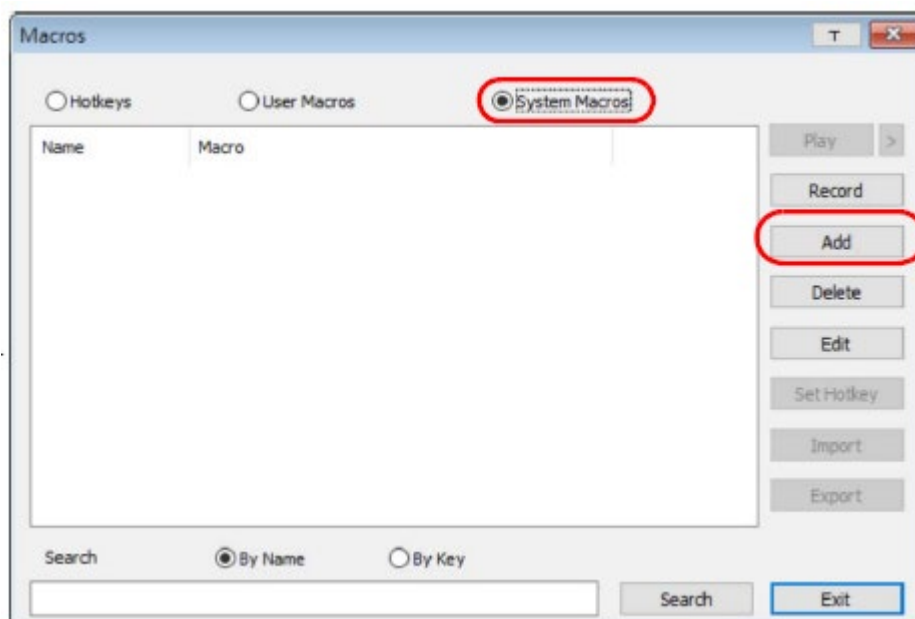 Macros
T
Hotkeys User Macros System Macros
Name Macro
Play >
Record
Add
Delete
Edit
Set Hotkey
Import
Export
Search By Name By Key
Search Exit